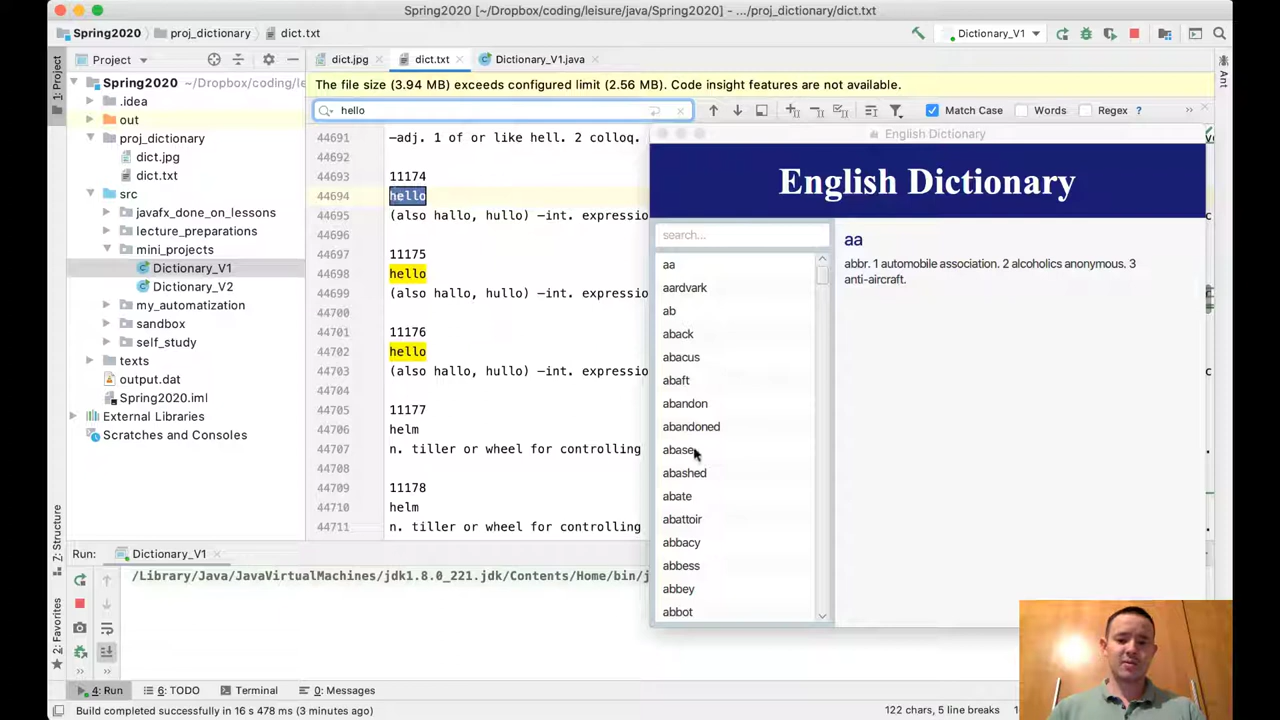 Spring2020 [~/Dropbox/coding/leisure/java/Spring2020] - .../proj_dictionary/dict.txt
Spring2020 proj_dictionary dict.txt Dictionary_V1
1: Project
Project
dict.jpg dict.txt Dictionary_V1.java
Ant
Spring2020 ~/Dropbox/coding/le
.idea
out
proj_dictionary
dict.jpg
dict.txt
src
javafx_done_on_lessons
lecture_preparations
mini_projects
Dictionary_V1
Dictionary_V2
my_automatization
sandbox
self_study
texts
output.dat
Spring2020.iml
External Libraries
Scratches and Consoles
The file size (3.94 MB) exceeds configured limit (2.56 MB). Code insight features are not available.
hello Match Case Words Regex
44691 —adj. 1 of or like hell. 2 colloq.
44692
44693 11174
44694 hello
44695 (also hallo, hullo) —int. expressio
44696
44697 11175
44698 hello
44699 (also hallo, hullo) —int. expressio
44700
44701 11176
44702 hello
44703 (also hallo, hullo) —int. expressio
44704
44705 11177
44706 helm
44707 n. tiller or wheel for controlling
44708
44709 11178
44710 helm
44711 n. tiller or wheel for controlling
English Dictionary
English Dictionary
search...
aa
aardvark
ab
aback
abacus
abaft
abandon
abandoned
abase
abashed
abate
abattoir
abbacy
abbess
abbey
abbot
aa
abbr. 1 automobile association. 2 alcoholics anonymous. 3
anti-aircraft.
7: Structure
2: Favorites
Run: Dictionary_V1
/Library/Java/JavaVirtualMachines/jdk1.8.0_221.jdk/Contents/Home/bin/j
4: Run 6: TODO Terminal 0: Messages
Build completed successfully in 16 s 478 ms (3 minutes ago) 122 chars, 5 line breaks